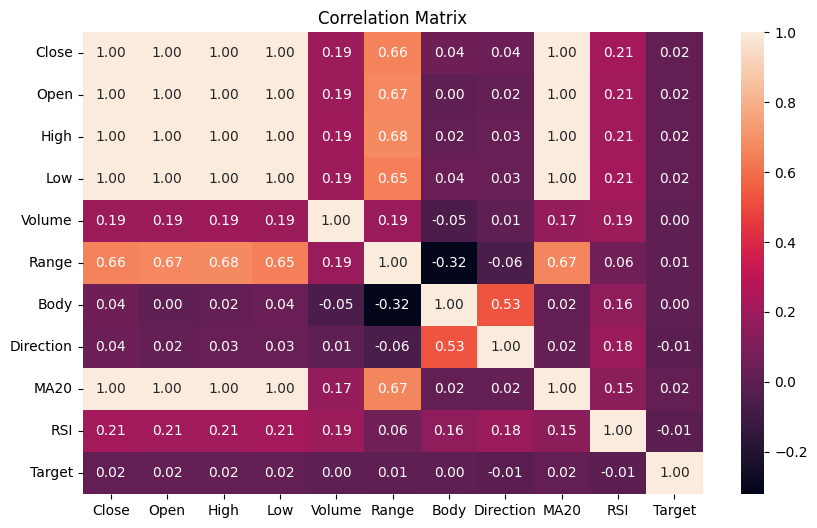 Correlation Matrix
Close 1.00 1.00 1.00 1.00 0.19 0.66 0.04 0.04 1.00 0.21 0.02
Open 1.00 1.00 1.00 1.00 0.19 0.67 0.00 0.02 1.00 0.21 0.02
High 1.00 1.00 1.00 1.00 0.19 0.68 0.02 0.03 1.00 0.21 0.02
Low 1.00 1.00 1.00 1.00 0.19 0.65 0.04 0.03 1.00 0.21 0.02
Volume 0.19 0.19 0.19 0.19 1.00 0.19 -0.05 0.01 0.17 0.19 0.00
Range 0.66 0.67 0.68 0.65 0.19 1.00 -0.32 -0.06 0.67 0.06 0.01
Body 0.04 0.00 0.02 0.04 -0.05 -0.32 1.00 0.53 0.02 0.16 0.00
Direction 0.04 0.02 0.03 0.03 0.01 -0.06 0.53 1.00 0.02 0.18 -0.01
MA20 1.00 1.00 1.00 1.00 0.17 0.67 0.02 0.02 1.00 0.15 0.02
RSI 0.21 0.21 0.21 0.21 0.19 0.06 0.16 0.18 0.15 1.00 -0.01
Target 0.02 0.02 0.02 0.02 0.00 0.01 0.00 -0.01 0.02 -0.01 1.00
Close Open High Low Volume Range Body Direction MA20 RSI Target
1.0
0.8
0.6
0.4
0.2
0.0
−0.2